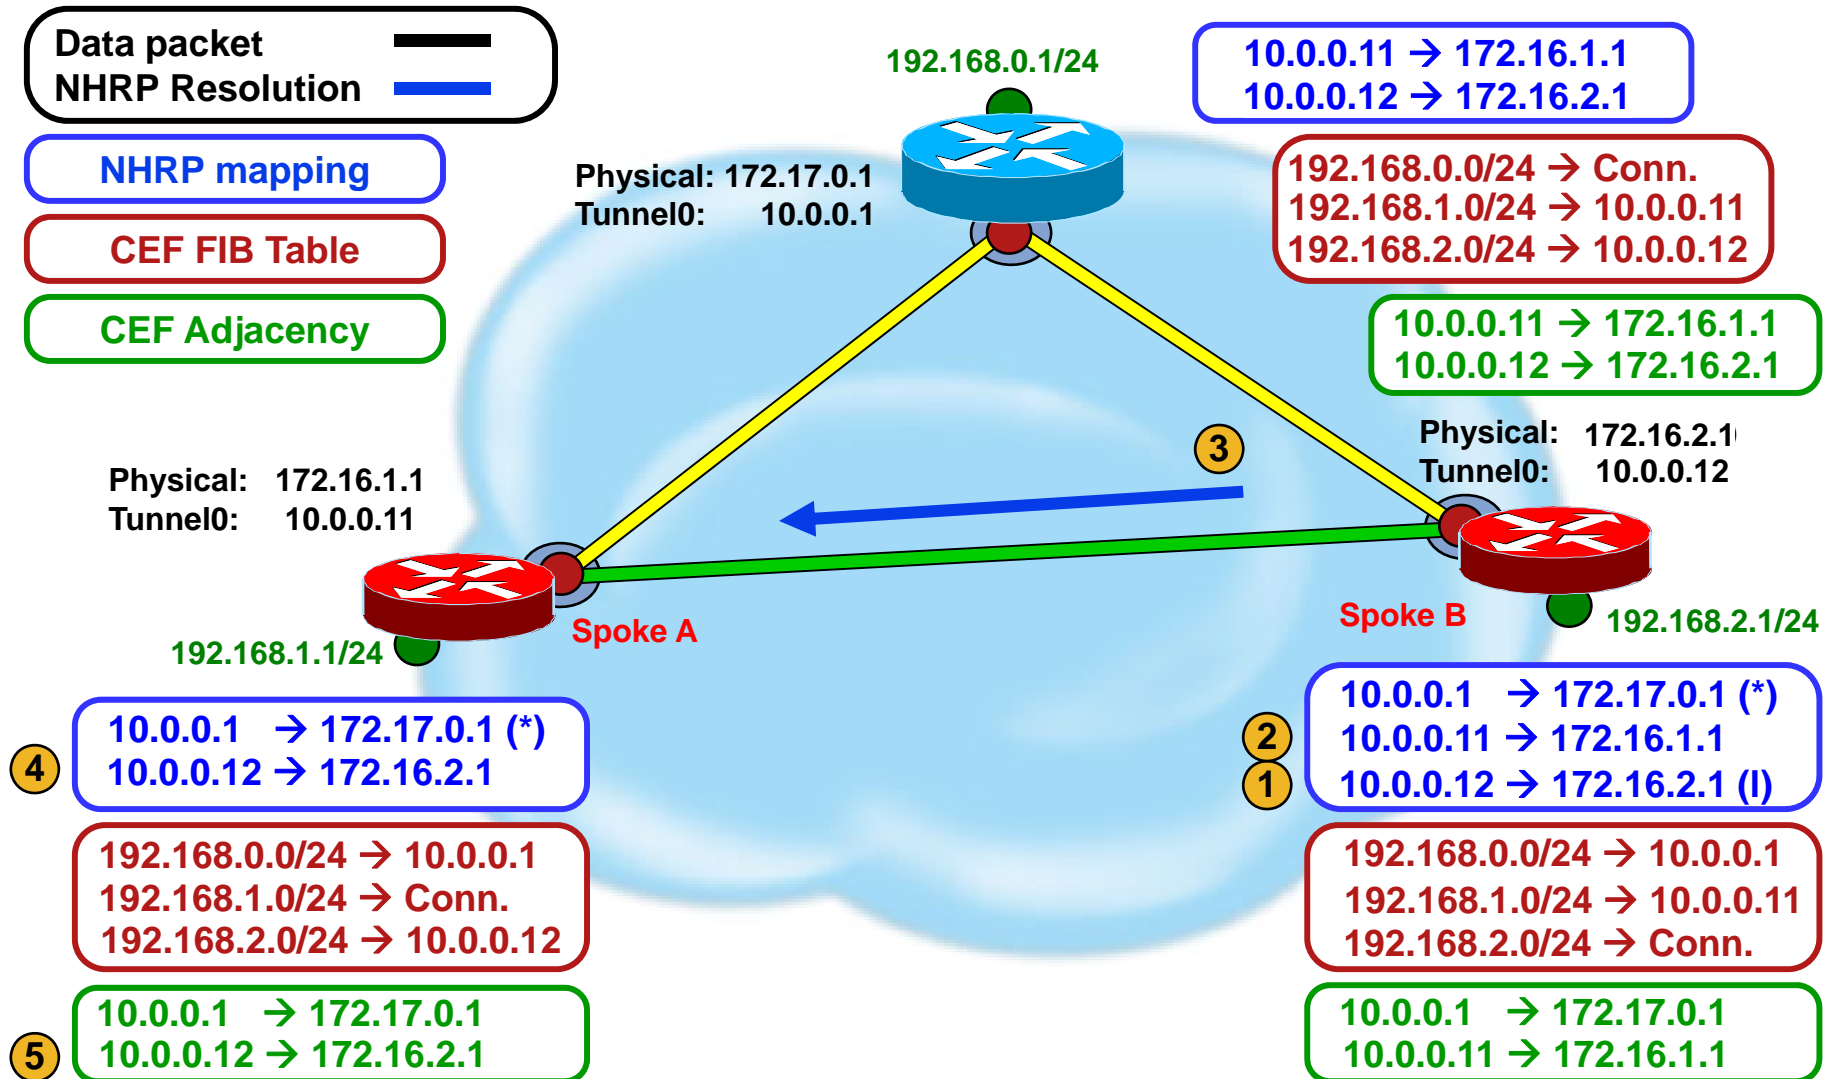 Data packet
NHRP Resolution
NHRP mapping
CEF FIB Table
CEF Adjacency
192.168.0.1/24
Physical: 172.17.0.1
Tunnel0: 10.0.0.1
10.0.0.11 → 172.16.1.1
10.0.0.12 → 172.16.2.1
192.168.0.0/24 → Conn.
192.168.1.0/24 → 10.0.0.11
192.168.2.0/24 → 10.0.0.12
10.0.0.11 → 172.16.1.1
10.0.0.12 → 172.16.2.1
3
Physical: 172.16.2.1
Tunnel0: 10.0.0.12
Physical: 172.16.1.1
Tunnel0: 10.0.0.11
Spoke A
192.168.1.1/24
Spoke B
192.168.2.1/24
10.0.0.1 → 172.17.0.1 (*)
4
10.0.0.12 → 172.16.2.1
192.168.0.0/24 → 10.0.0.1
192.168.1.0/24 → Conn.
192.168.2.0/24 → 10.0.0.12
10.0.0.1 → 172.17.0.1
5
10.0.0.12 → 172.16.2.1
10.0.0.1 → 172.17.0.1 (*)
2
10.0.0.11 → 172.16.1.1
1
10.0.0.12 → 172.16.2.1 (l)
192.168.0.0/24 → 10.0.0.1
192.168.1.0/24 → 10.0.0.11
192.168.2.0/24 → Conn.
10.0.0.1 → 172.17.0.1
10.0.0.11 → 172.16.1.1